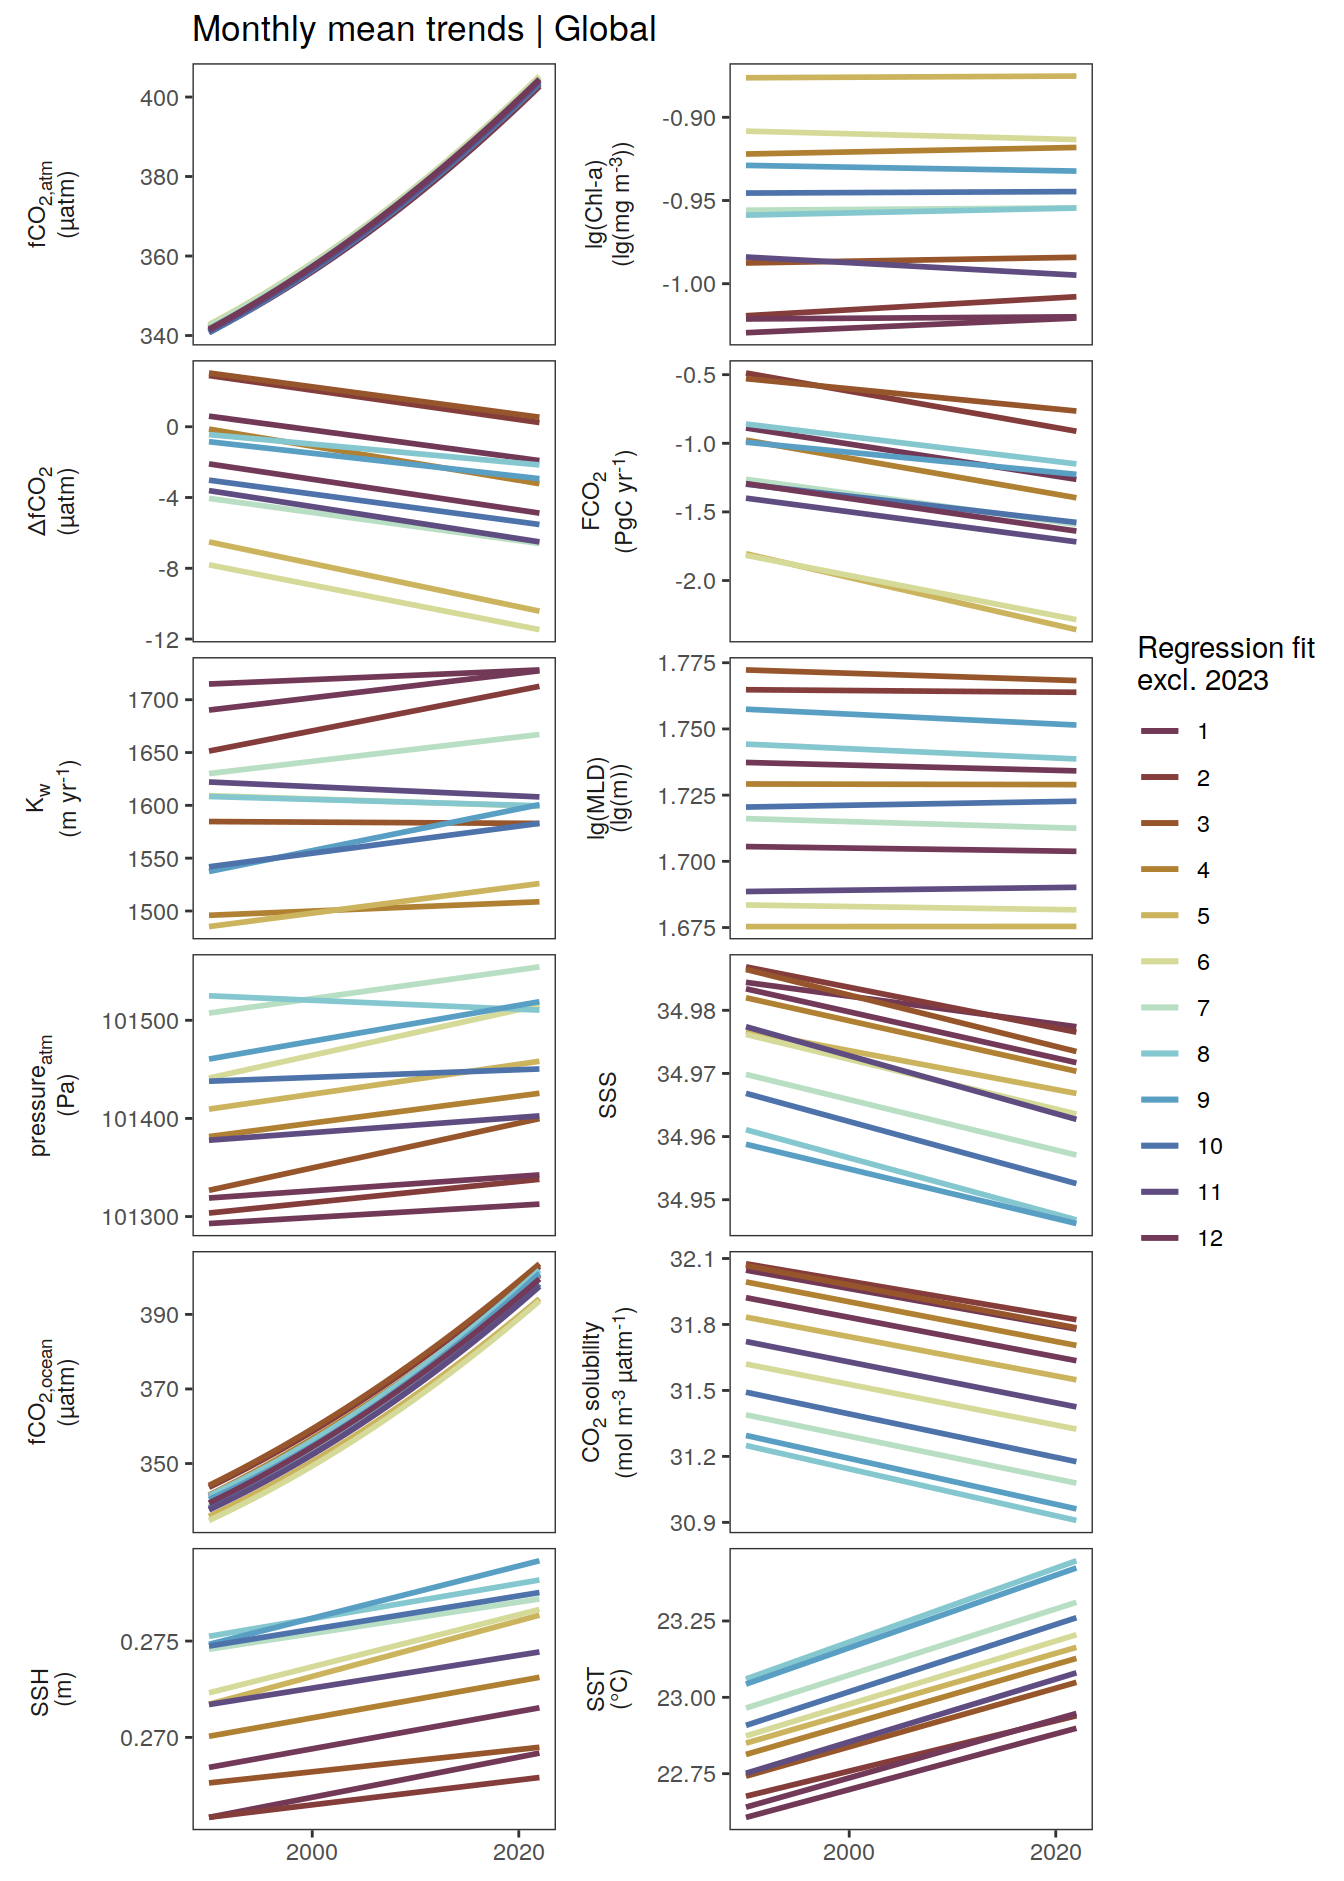 Monthly mean trends | Global
fCO2,atm
(µatm)
400
380
360
340
lg(Chl-a)
(lg(mg m-3))
-0.90
-0.95
-1.00
ΔfCO2
(µatm)
0
-4
-8
-12
FCO2
(PgC yr-1)
-0.5
-1.0
-1.5
-2.0
Kw
(m yr-1)
1700
1650
1600
1550
1500
lg(MLD)
(lg(m))
1.775
1.750
1.725
1.700
1.675
pressureatm
(Pa)
101500
101400
101300
SSS
34.98
34.97
34.96
34.95
fCO2,ocean
(µatm)
390
370
350
CO2 solubility
(mol m-3 µatm-1)
32.1
31.8
31.5
31.2
30.9
SSH
(m)
0.275
0.270
SST
(°C)
23.25
23.00
22.75
2000 2020
2000 2020
Regression fit
excl. 2023
1
2
3
4
5
6
7
8
9
10
11
12